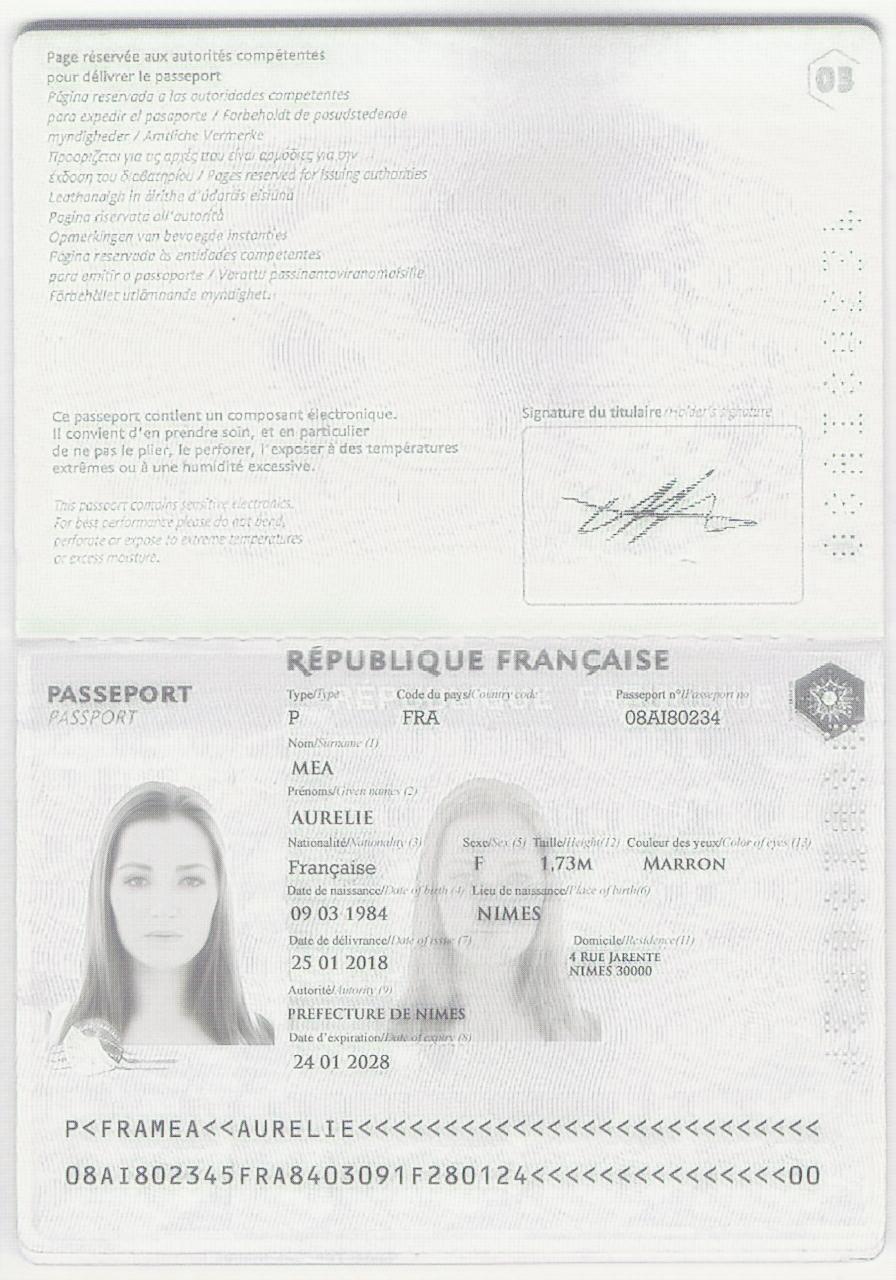 Page réservée aux autorités compétentes
pour délivrer le passeport
Página reservada a las autoridades competentes
para expedir el pasaporte / Forbeholdt de pasudstedende
myndigheder / Amtliche Vermerke
Προορίζεται για τις αρχές που είναι αρμόδιες για την
έκδοση του διαβατηρίου / Pages reserved for issuing authorities
Leathanaigh in áirithe d'údarás eisiúna
Pagina riservata all'autorità
Opmerkingen van bevoegde instanties
Página reservada às entidades competentes
para emitir o passaporte / Varattu passinantoviranomaisille
Förbehållet utlämnande myndighet.
03
Ce passeport contient un composant électronique.
Il convient d'en prendre soin, et en particulier
de ne pas le plier, le perforer, l'exposer à des températures
extrêmes ou à une humidité excessive.
This passport contains sensitive electronics.
For best performance please do not bend,
perforate or expose to extreme temperatures
or excess moisture.
Signature du titulaire/Holder's signature
RÉPUBLIQUE FRANÇAISE
PASSEPORT
PASSPORT
Type/Type Code du pays/Country code Passeport n°/Passeport no
P FRA 08AI80234
Nom/Surname (1)
MEA
Prénoms/Given names (2)
AURELIE
Nationalité/Nationality (3) Sexe/Sex (5) Taille/Height(12) Couleur des yeux/Color of eyes (13)
Française F 1,73M MARRON
Date de naissance/Date of birth (4) Lieu de naissance/Place of birth(6)
09 03 1984 NIMES
Date de délivrance/Date of issue (7) Domicile/Residence(11)
25 01 2018 4 RUE JARENTE
NIMES 30000
Autorité/Autority (9)
PREFECTURE DE NIMES
Date d'expiration/Date of expiry (8)
24 01 2028
P<FRAMEA<<AURELIE<<<<<<<<<<<<<<<<<<<<<<<<<<<
08AI802345FRA8403091F280124<<<<<<<<<<<<<<<00